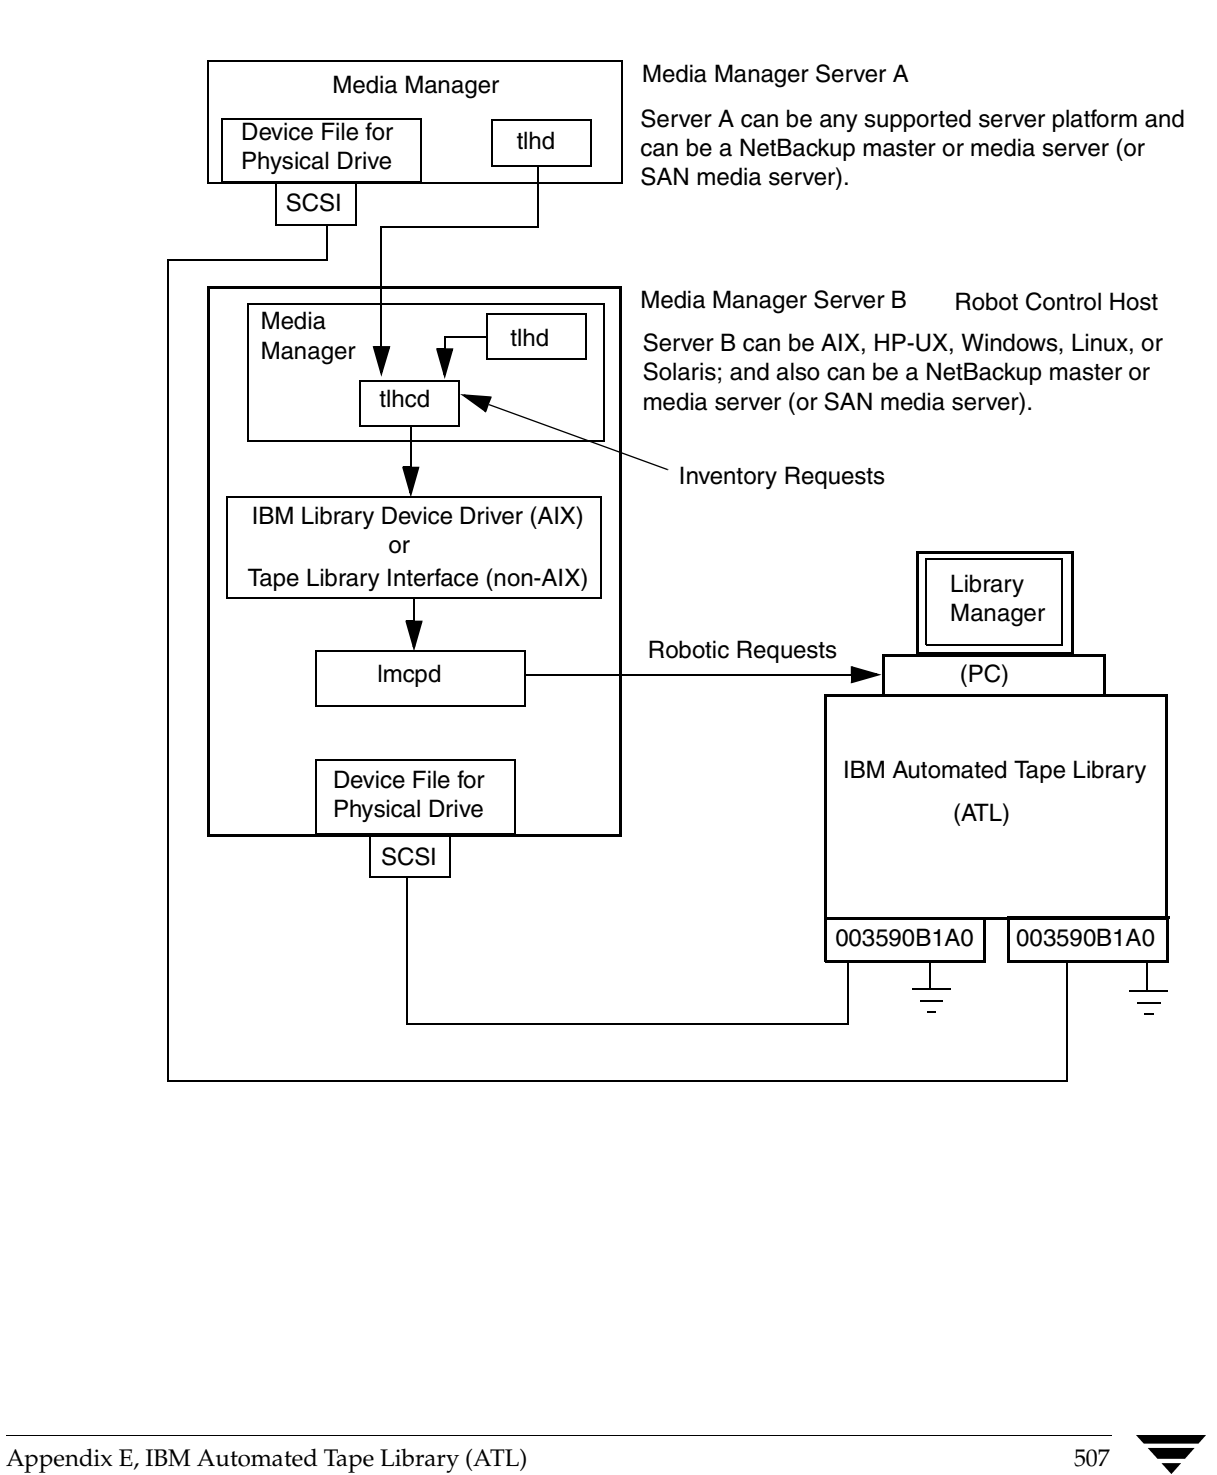 Media Manager
Device File for
Physical Drive
tlhd
SCSI
Media Manager Server A
Server A can be any supported server platform and
can be a NetBackup master or media server (or
SAN media server).
Media
Manager
tlhd
tlhcd
Media Manager Server B Robot Control Host
Server B can be AIX, HP-UX, Windows, Linux, or
Solaris; and also can be a NetBackup master or
media server (or SAN media server).
Inventory Requests
IBM Library Device Driver (AIX)
or
Tape Library Interface (non-AIX)
lmcpd
Robotic Requests
Library
Manager
(PC)
IBM Automated Tape Library
(ATL)
Device File for
Physical Drive
SCSI
003590B1A0 003590B1A0
Appendix E, IBM Automated Tape Library (ATL) 507